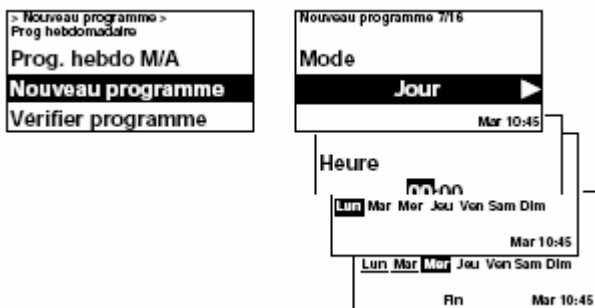 > Nouveau programme >
Prog hebdomadaire
Prog. hebdo M/A
Nouveau programme
Vérifier programme
Nouveau programme 7/16
Mode
Jour
Mar 10:45
Heure
00:00
Lun Mar Mer Jeu Ven Sam Dim
Mar 10:45
Lun Mar Mer Jeu Ven Sam Dim
Fin Mar 10:45